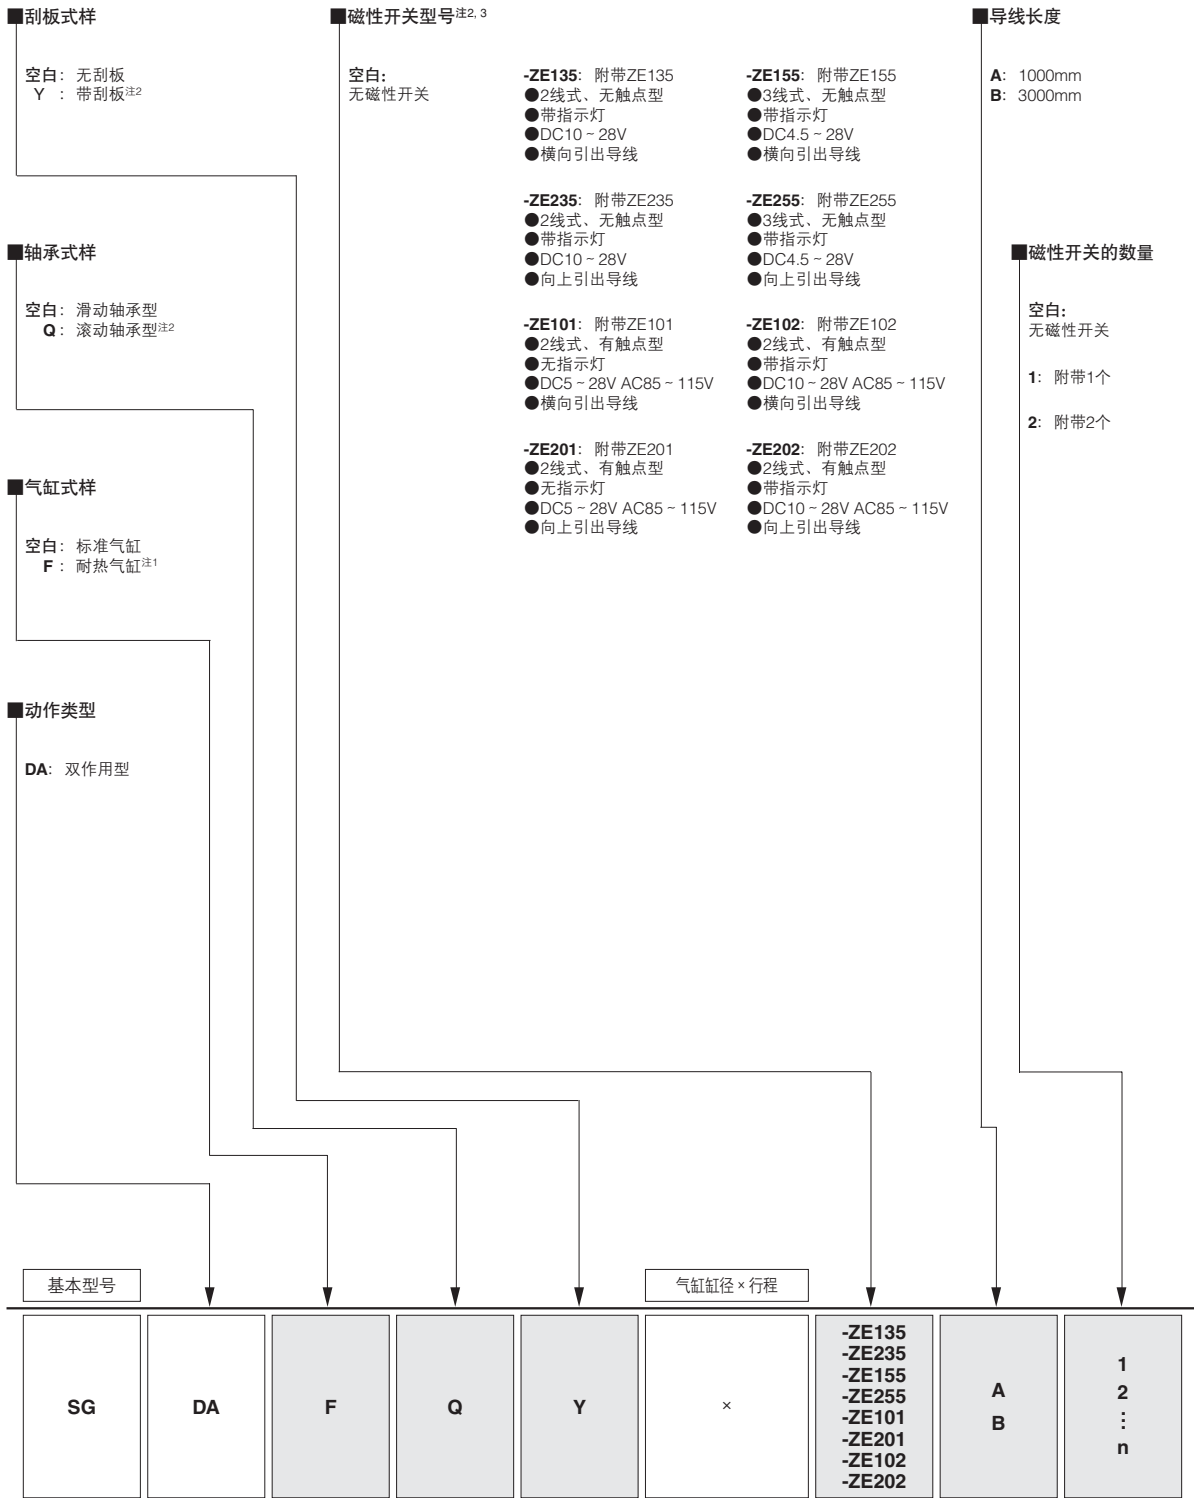 ■刮板式样
空白：无刮板
Y ：带刮板注2
■轴承式样
空白：滑动轴承型
Q：滚动轴承型注2
■气缸式样
空白：标准气缸
F：耐热气缸注1
■动作类型
DA：双作用型
■磁性开关型号注2, 3
空白：
无磁性开关
-ZE135：附带ZE135
●2线式、无触点型
●带指示灯
●DC10～28V
●横向引出导线
-ZE155：附带ZE155
●3线式、无触点型
●带指示灯
●DC4.5～28V
●横向引出导线
-ZE235：附带ZE235
●2线式、无触点型
●带指示灯
●DC10～28V
●向上引出导线
-ZE255：附带ZE255
●3线式、无触点型
●带指示灯
●DC4.5～28V
●向上引出导线
-ZE101：附带ZE101
●2线式、有触点型
●无指示灯
●DC5～28V AC85～115V
●横向引出导线
-ZE102：附带ZE102
●2线式、有触点型
●带指示灯
●DC10～28V AC85～115V
●横向引出导线
-ZE201：附带ZE201
●2线式、有触点型
●无指示灯
●DC5～28V AC85～115V
●向上引出导线
-ZE202：附带ZE202
●2线式、有触点型
●带指示灯
●DC10～28V AC85～115V
●向上引出导线
■导线长度
A：1000mm
B：3000mm
■磁性开关的数量
空白：
无磁性开关
1：附带1个
2：附带2个
基本型号
气缸缸径×行程
SG
DA
F
Q
Y
×
-ZE135
-ZE235
-ZE155
-ZE255
-ZE101
-ZE201
-ZE102
-ZE202
A
B
1
2
⋮
n